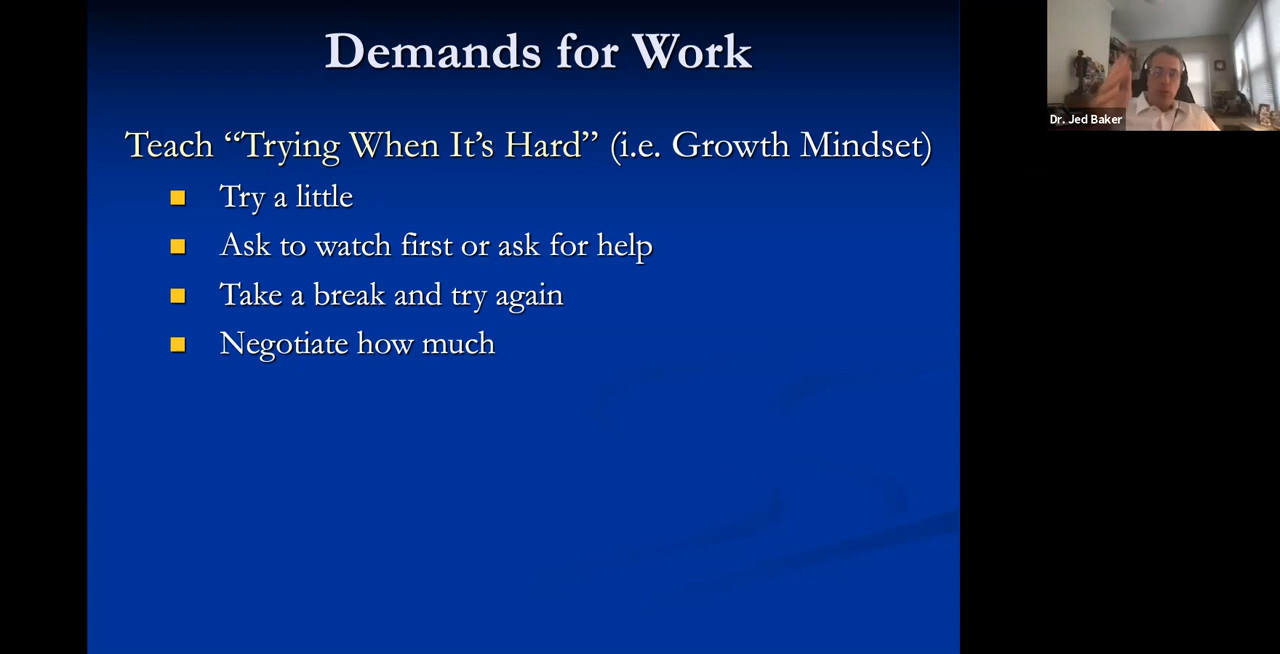 Demands for Work
Dr. Jed Baker
Teach “Trying When It’s Hard” (i.e. Growth Mindset)
Try a little
Ask to watch first or ask for help
Take a break and try again
Negotiate how much